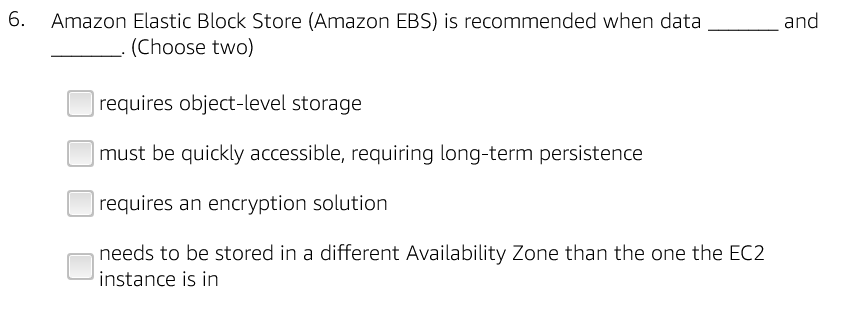 6. Amazon Elastic Block Store (Amazon EBS) is recommended when data _______ and
_______. (Choose two)
requires object-level storage
must be quickly accessible, requiring long-term persistence
requires an encryption solution
needs to be stored in a different Availability Zone than the one the EC2
instance is in